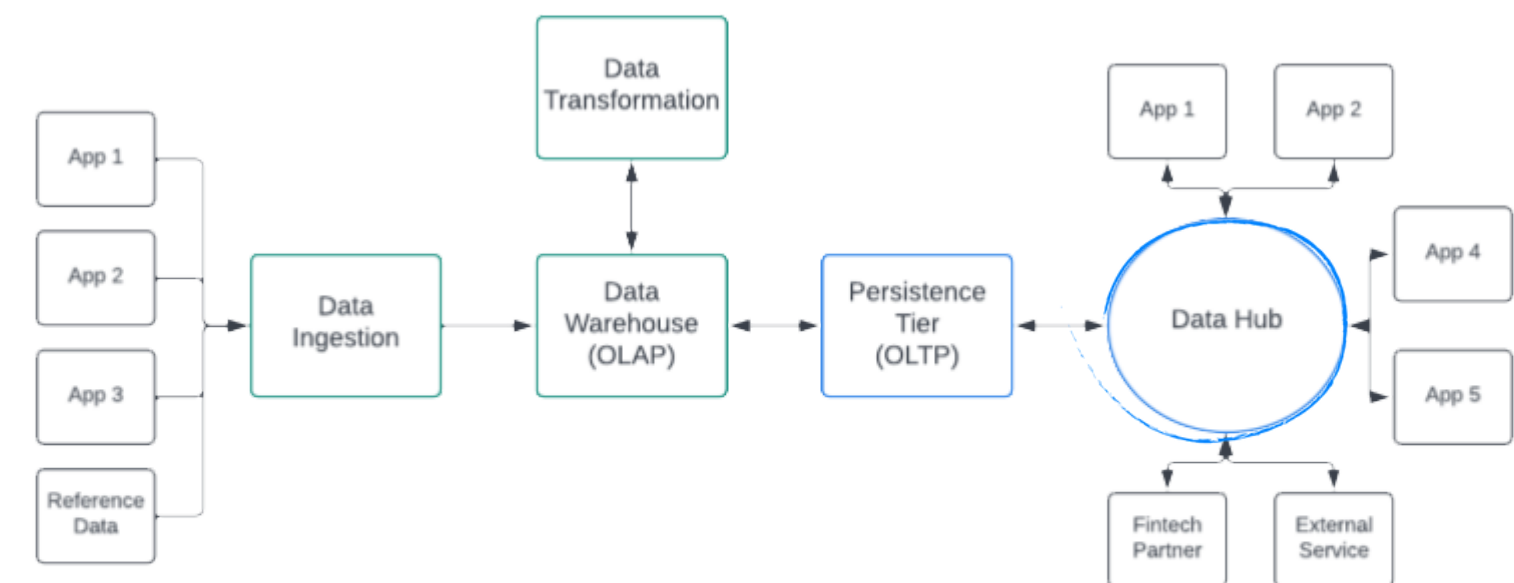 Data
Transformation
App 1
App 2
App 3
Reference
Data
Data
Ingestion
Data
Warehouse
(OLAP)
Persistence
Tier
(OLTP)
Data Hub
App 1
App 2
App 4
App 5
Fintech
Partner
External
Service